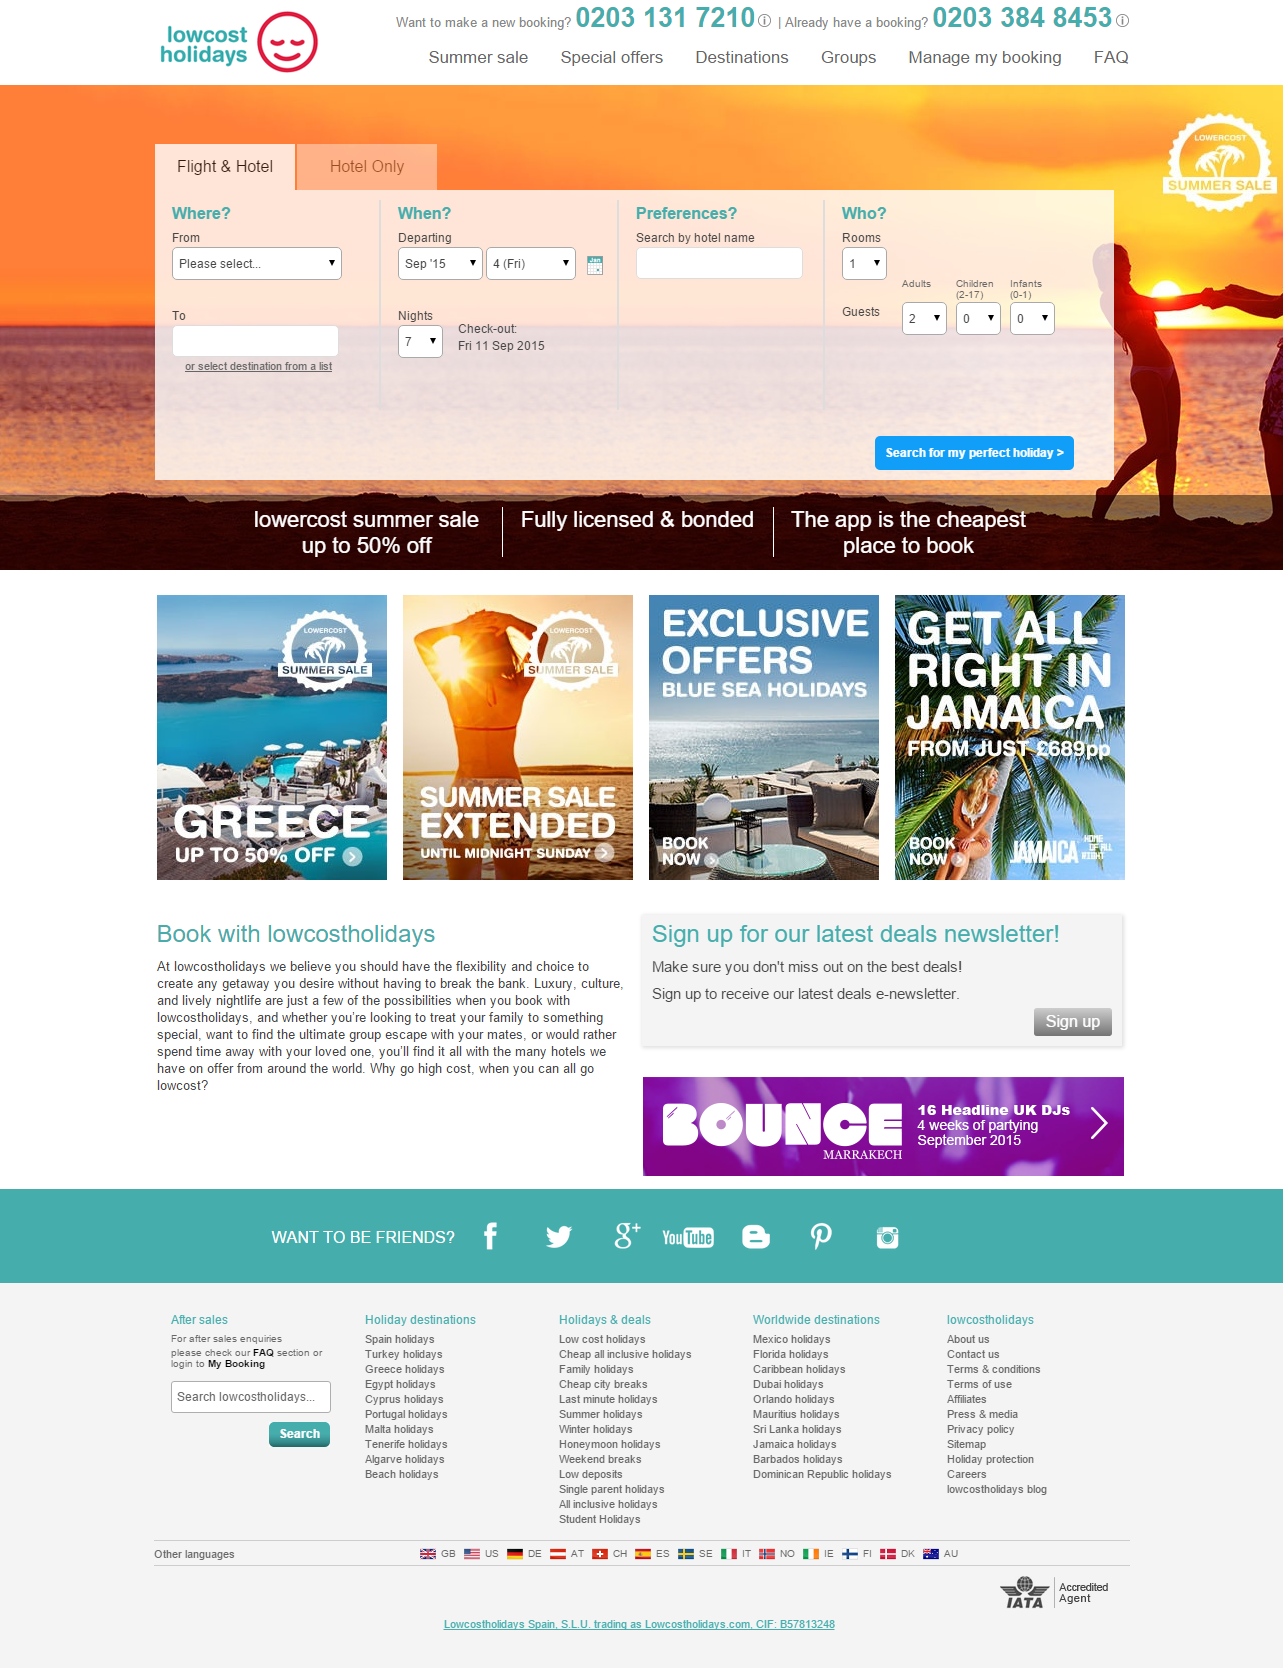 lowcost
holidays
Want to make a new booking? 0203 131 7210 | Already have a booking? 0203 384 8453
Summer sale Special offers Destinations Groups Manage my booking FAQ
LOWERCOST
SUMMER SALE
Flight & Hotel Hotel Only
Where? When? Preferences? Who?
From Departing Search by hotel name Rooms
Please select... Sep '15 4 (Fri) Jan 1
Adults Children Infants
(2-17) (0-1)
Guests 2 0 0
To Nights
7 Check-out:
Fri 11 Sep 2015
or select destination from a list
Search for my perfect holiday >
lowercost summer sale
up to 50% off
Fully licensed & bonded
The app is the cheapest
place to book
LOWERCOST
SUMMER SALE
GREECE
UP TO 50% OFF
LOWERCOST
SUMMER SALE
SUMMER SALE
EXTENDED
UNTIL MIDNIGHT SUNDAY
EXCLUSIVE
OFFERS
BLUE SEA HOLIDAYS
BOOK
NOW
GET ALL
RIGHT IN
JAMAICA
FROM JUST £689pp
BOOK
NOW
JAMAICA
HOME
OF ALL
RIGHT
Book with lowcostholidays
At lowcostholidays we believe you should have the flexibility and choice to
create any getaway you desire without having to break the bank. Luxury, culture,
and lively nightlife are just a few of the possibilities when you book with
lowcostholidays, and whether you're looking to treat your family to something
special, want to find the ultimate group escape with your mates, or would rather
spend time away with your loved one, you'll find it all with the many hotels we
have on offer from around the world. Why go high cost, when you can all go
lowcost?
Sign up for our latest deals newsletter!
Make sure you don't miss out on the best deals!
Sign up to receive our latest deals e-newsletter.
Sign up
BOUNCE
MARRAKECH
16 Headline UK DJs
4 weeks of partying
September 2015
WANT TO BE FRIENDS? YouTube
After sales
For after sales enquiries
please check our FAQ section or
login to My Booking
Search lowcostholidays...
Search
Holiday destinations
Spain holidays
Turkey holidays
Greece holidays
Egypt holidays
Cyprus holidays
Portugal holidays
Malta holidays
Tenerife holidays
Algarve holidays
Beach holidays
Holidays & deals
Low cost holidays
Cheap all inclusive holidays
Family holidays
Cheap city breaks
Last minute holidays
Summer holidays
Winter holidays
Honeymoon holidays
Weekend breaks
Low deposits
Single parent holidays
All inclusive holidays
Student Holidays
Worldwide destinations
Mexico holidays
Florida holidays
Caribbean holidays
Dubai holidays
Orlando holidays
Mauritius holidays
Sri Lanka holidays
Jamaica holidays
Barbados holidays
Dominican Republic holidays
lowcostholidays
About us
Contact us
Terms & conditions
Terms of use
Affiliates
Press & media
Privacy policy
Sitemap
Holiday protection
Careers
lowcostholidays blog
Other languages GB US DE AT CH ES SE IT NO IE FI DK AU
IATA
Accredited
Agent
Lowcostholidays Spain, S.L.U. trading as Lowcostholidays.com, CIF: B57813248